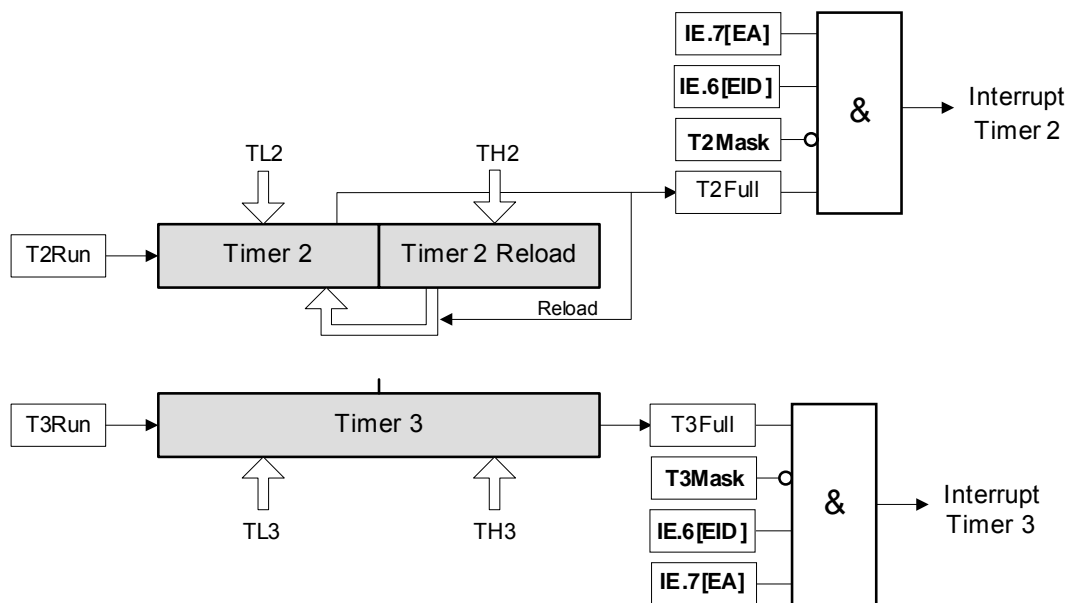 IE.7[EA]
IE.6[EID]
T2Mask
T2Full
&
Interrupt
Timer 2
TL2
TH2
T2Run
Timer 2
Timer 2 Reload
Reload
T3Run
Timer 3
T3Full
T3Mask
IE.6[EID]
IE.7[EA]
&
Interrupt
Timer 3
TL3
TH3